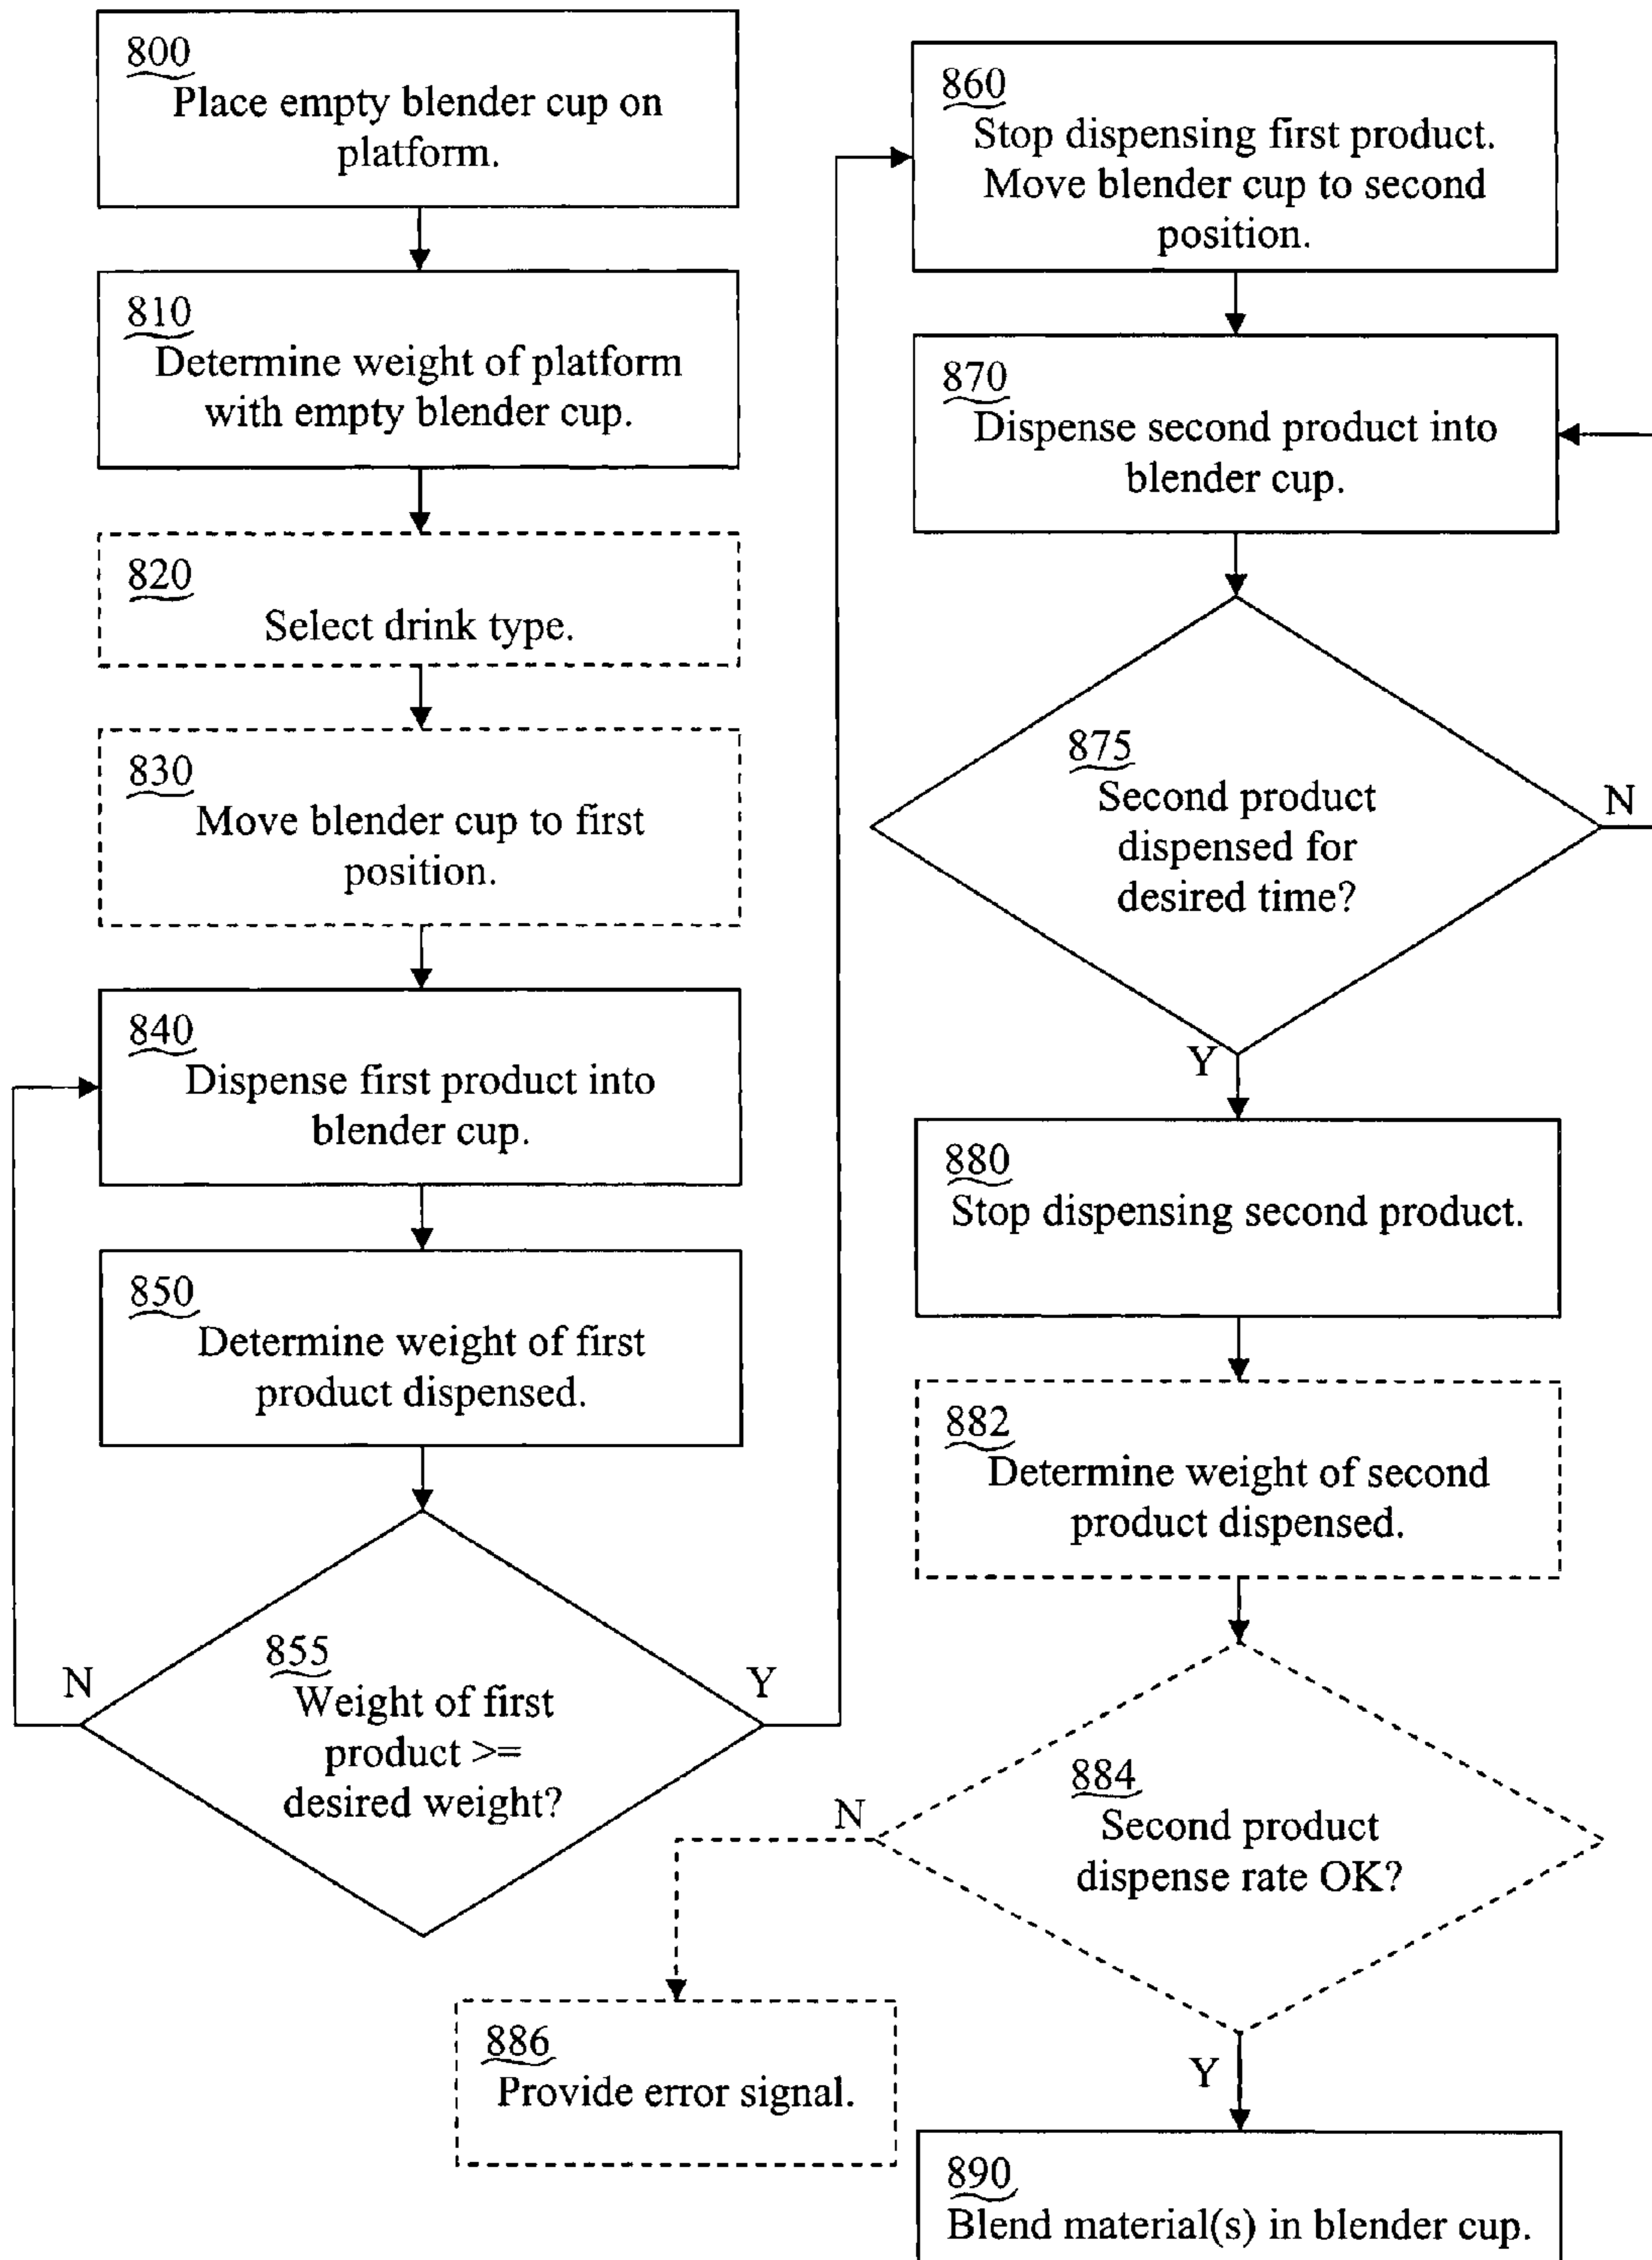 800
Place empty blender cup on
platform.
810
Determine weight of platform
with empty blender cup.
820
Select drink type.
830
Move blender cup to first
position.
840
Dispense first product into
blender cup.
850
Determine weight of first
product dispensed.
855
Weight of first
product >=
desired weight?
N
Y
860
Stop dispensing first product.
Move blender cup to second
position.
870
Dispense second product into
blender cup.
875
Second product
dispensed for
desired time?
N
Y
880
Stop dispensing second product.
882
Determine weight of second
product dispensed.
884
Second product
dispense rate OK?
N
Y
886
Provide error signal.
890
Blend material(s) in blender cup.